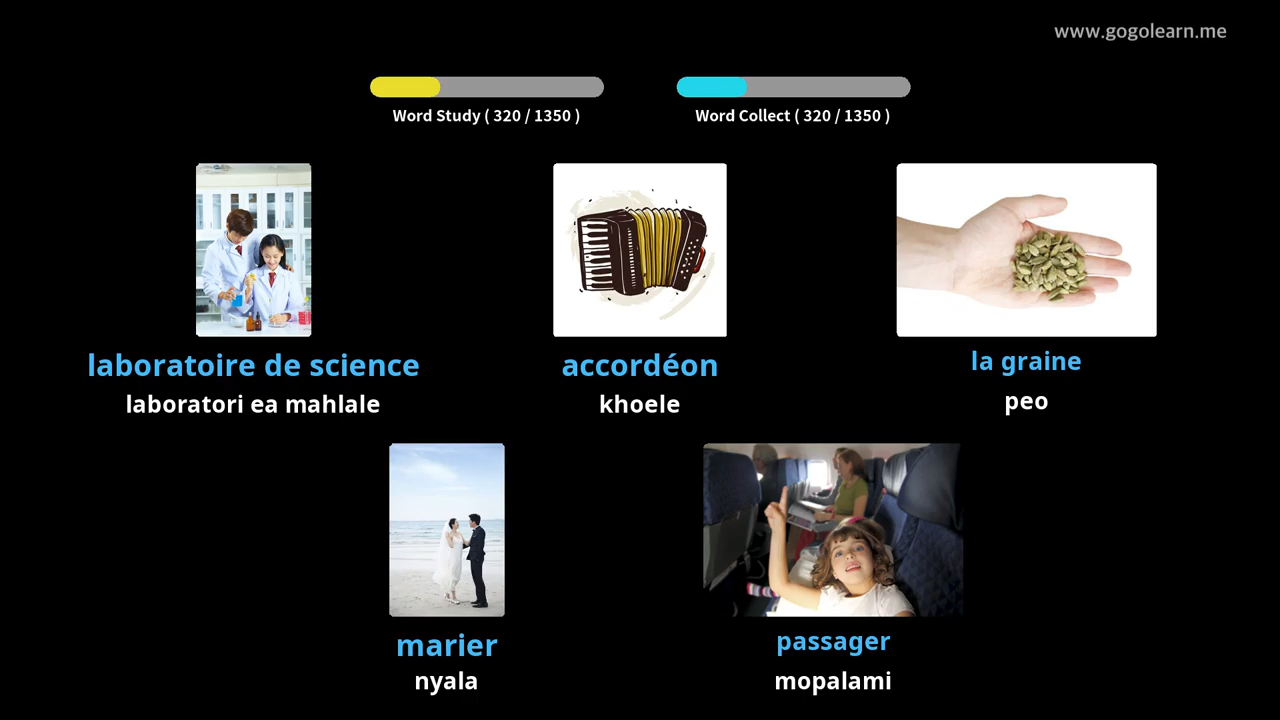 www.gogolearn.me
Word Study ( 320 / 1350 )
Word Collect ( 320 / 1350 )
laboratoire de science
laboratori ea mahlale
accordéon
khoele
la graine
peo
marier
nyala
passager
mopalami